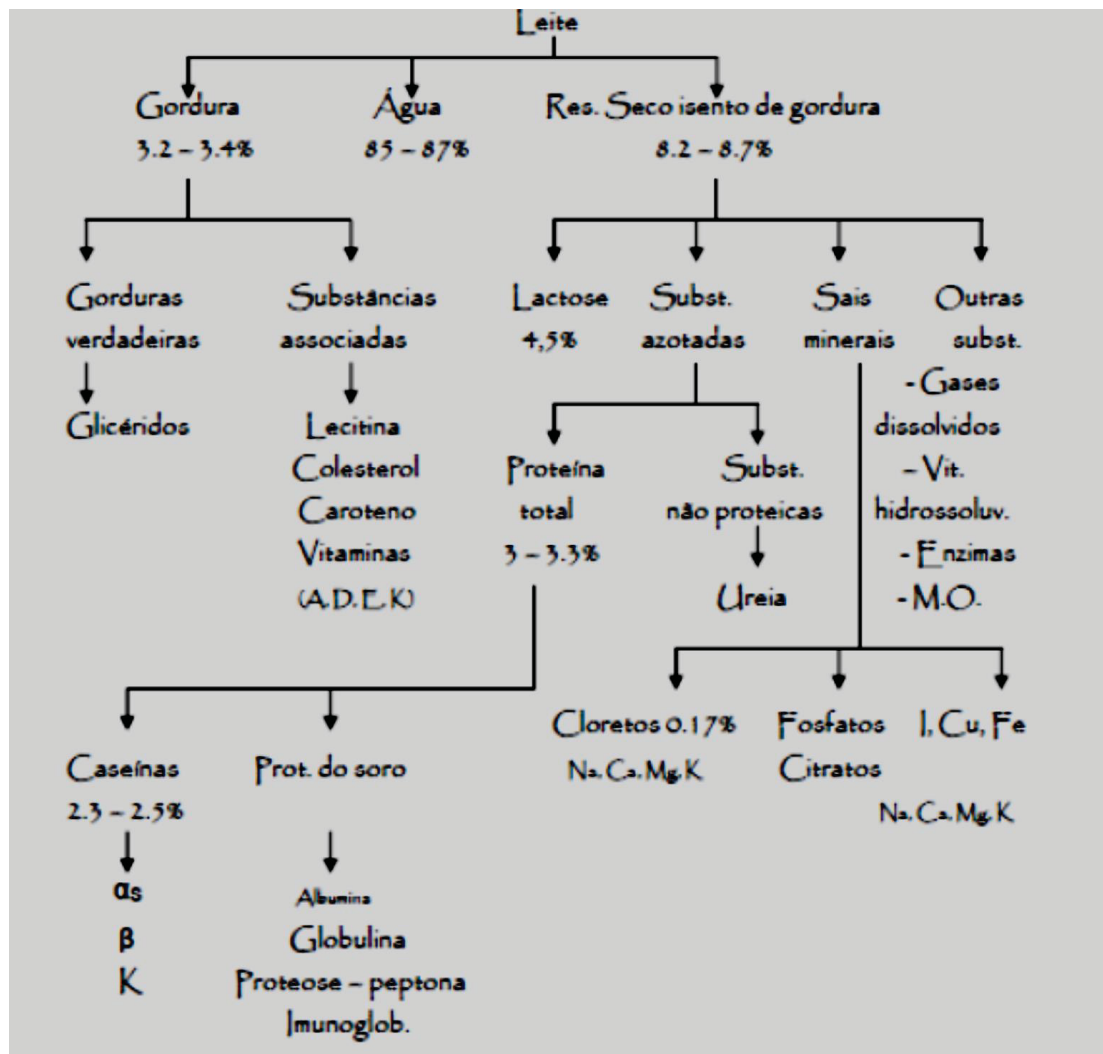 Leite
Gordura Água Res. Seco isento de gordura
3.2 – 3.4% 85 – 87% 8.2 – 8.7%
Gorduras Substâncias Lactose Subst. Sais Outras
verdadeiras associadas 4,5% azotadas minerais subst.
- Gases
Glicéridos Lecitina dissolvidos
Colesterol Proteína Subst. – Vit.
Caroteno total não proteicas hidrossoluv.
Vitaminas 3 – 3.3% - Enzimas
(A.D.E.K) Ureia - M.O.
Cloretos 0.17% Fosfatos I, Cu, Fe
Caseínas Prot. do soro Na. Ca. Mg. K Citratos
2.3 – 2.5% Na. Ca. Mg. K
αs Albumina
β Globulina
K Proteose – peptona
Imunoglob.